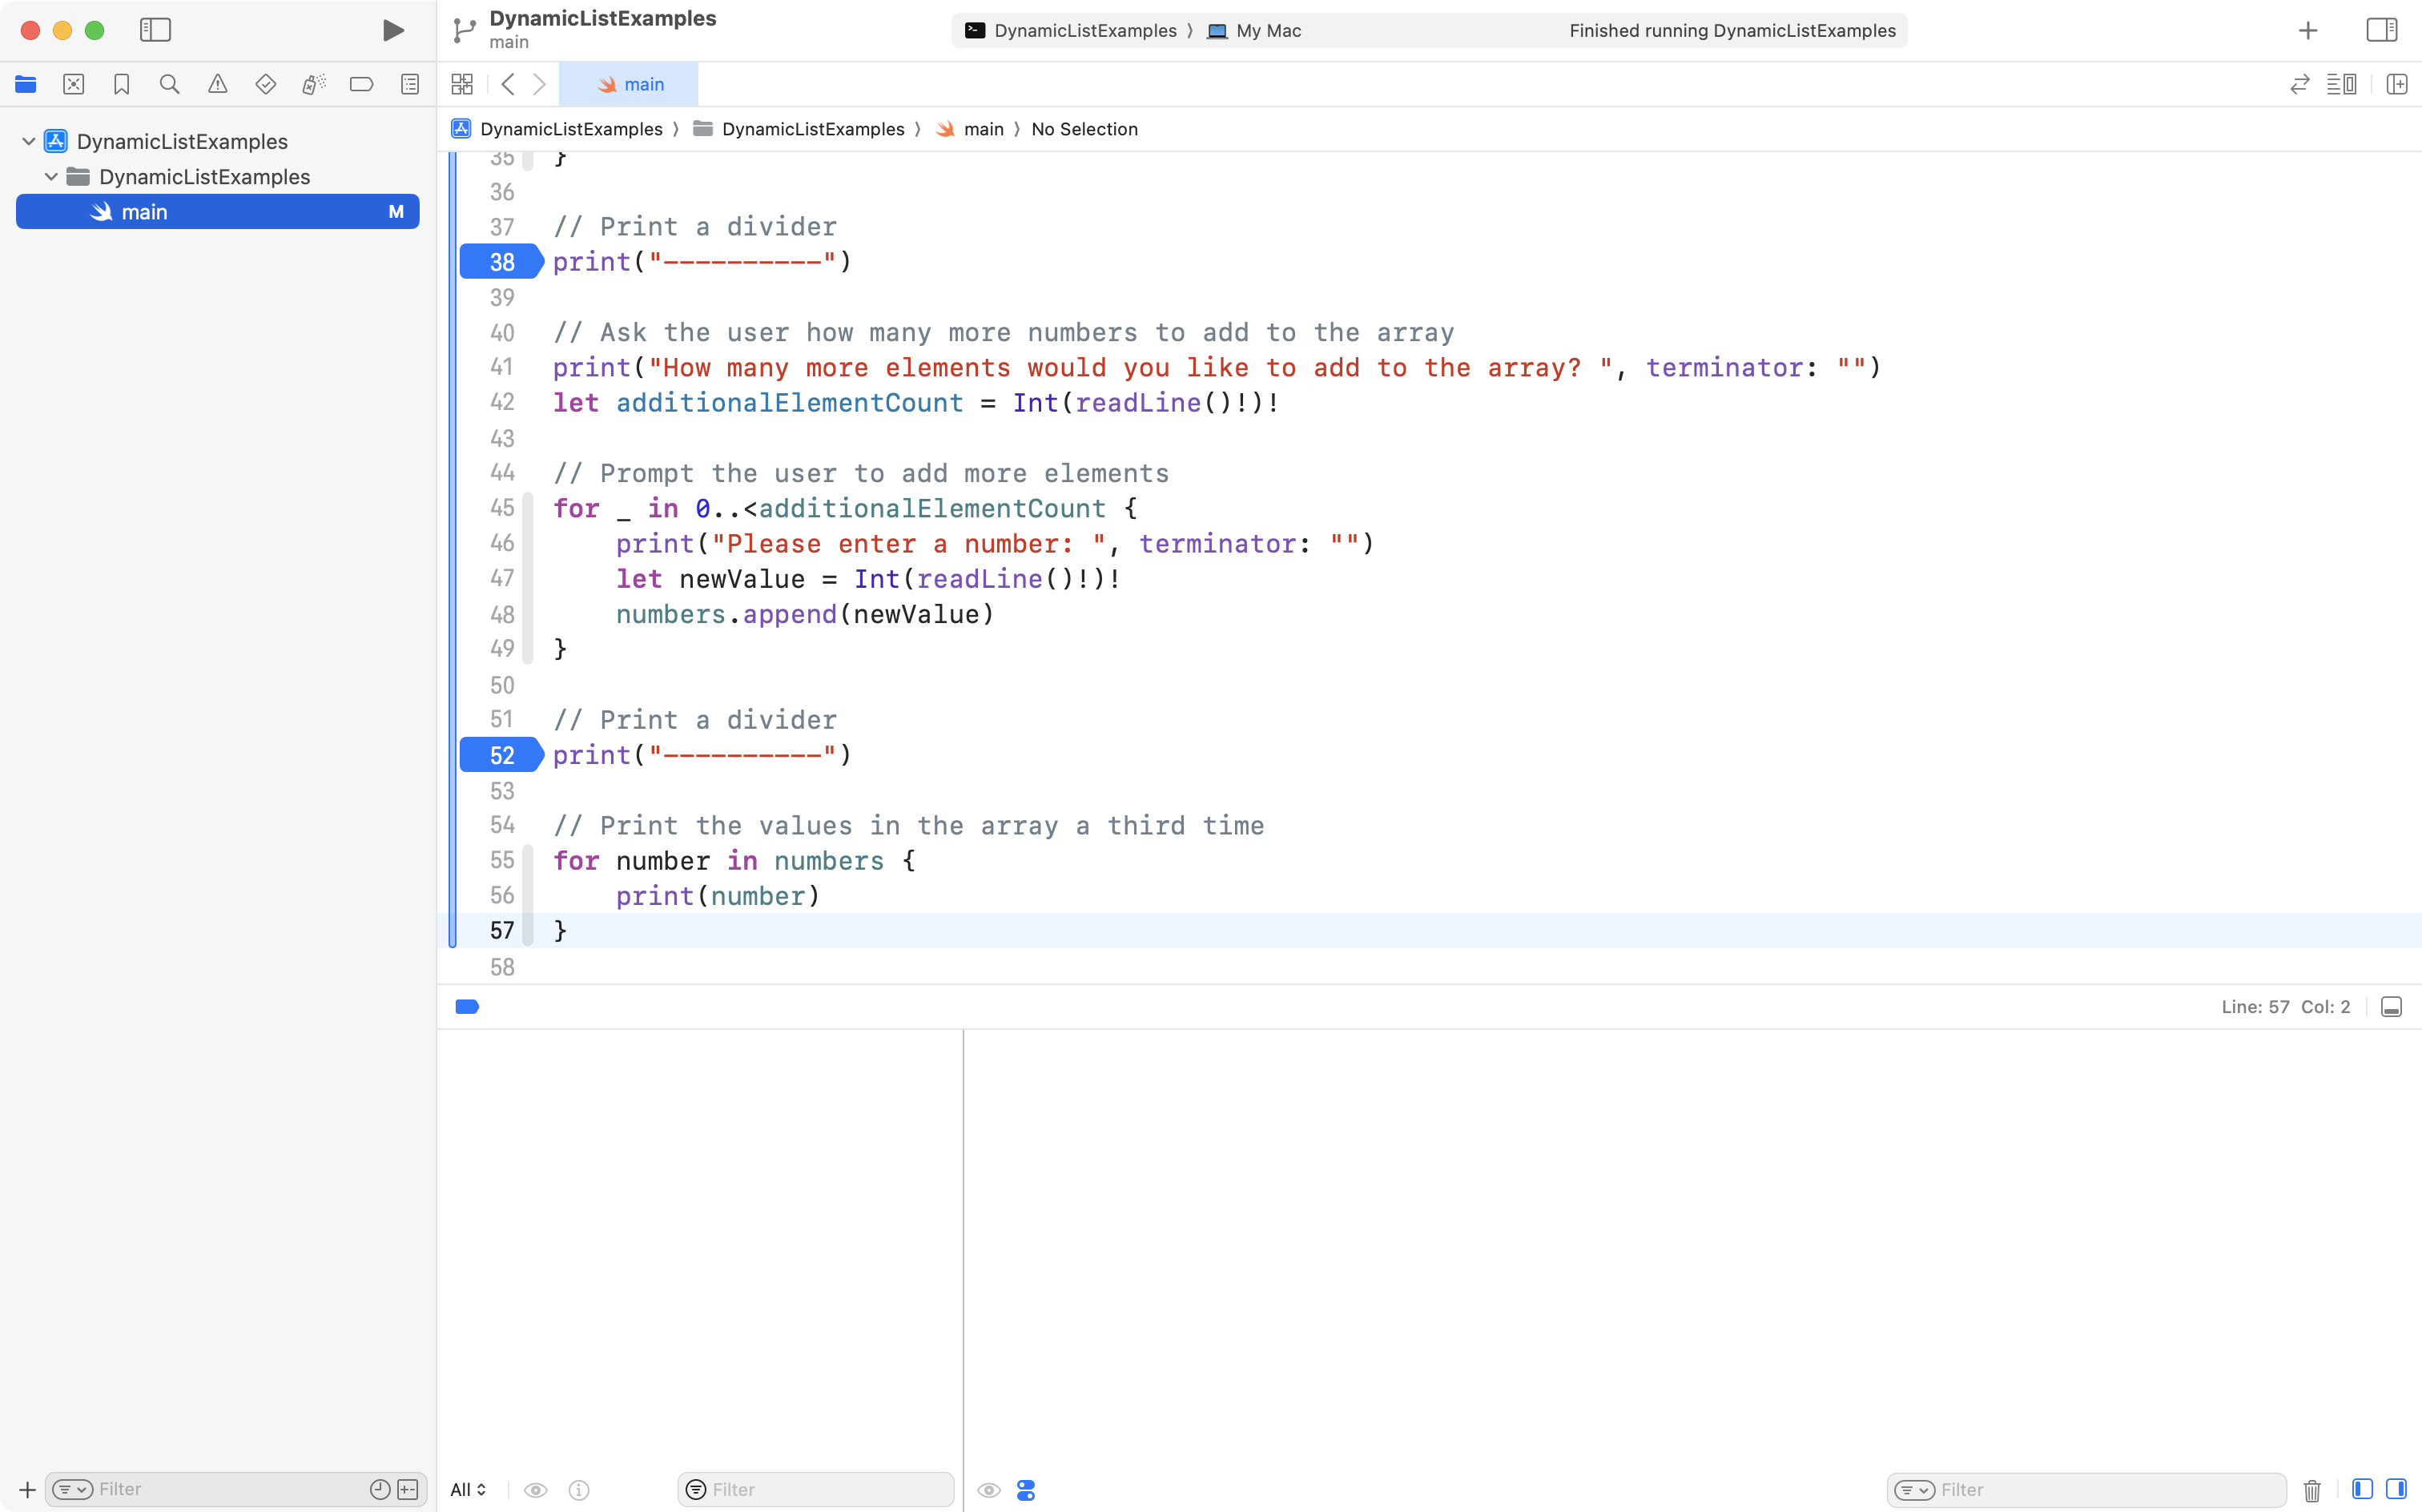 DynamicListExamples
main
DynamicListExamples 〉 My Mac
Finished running DynamicListExamples
main
DynamicListExamples 〉 DynamicListExamples 〉 main 〉 No Selection
DynamicListExamples
DynamicListExamples
main M
35 }
36
37 // Print a divider
38 print("----------")
39
40 // Ask the user how many more numbers to add to the array
41 print("How many more elements would you like to add to the array? ", terminator: "")
42 let additionalElementCount = Int(readLine()!)!
43
44 // Prompt the user to add more elements
45 for _ in 0..<additionalElementCount {
46     print("Please enter a number: ", terminator: "")
47     let newValue = Int(readLine()!)!
48     numbers.append(newValue)
49 }
50
51 // Print a divider
52 print("----------")
53
54 // Print the values in the array a third time
55 for number in numbers {
56     print(number)
57 }
58
Line: 57 Col: 2
Filter
All
Filter
Filter